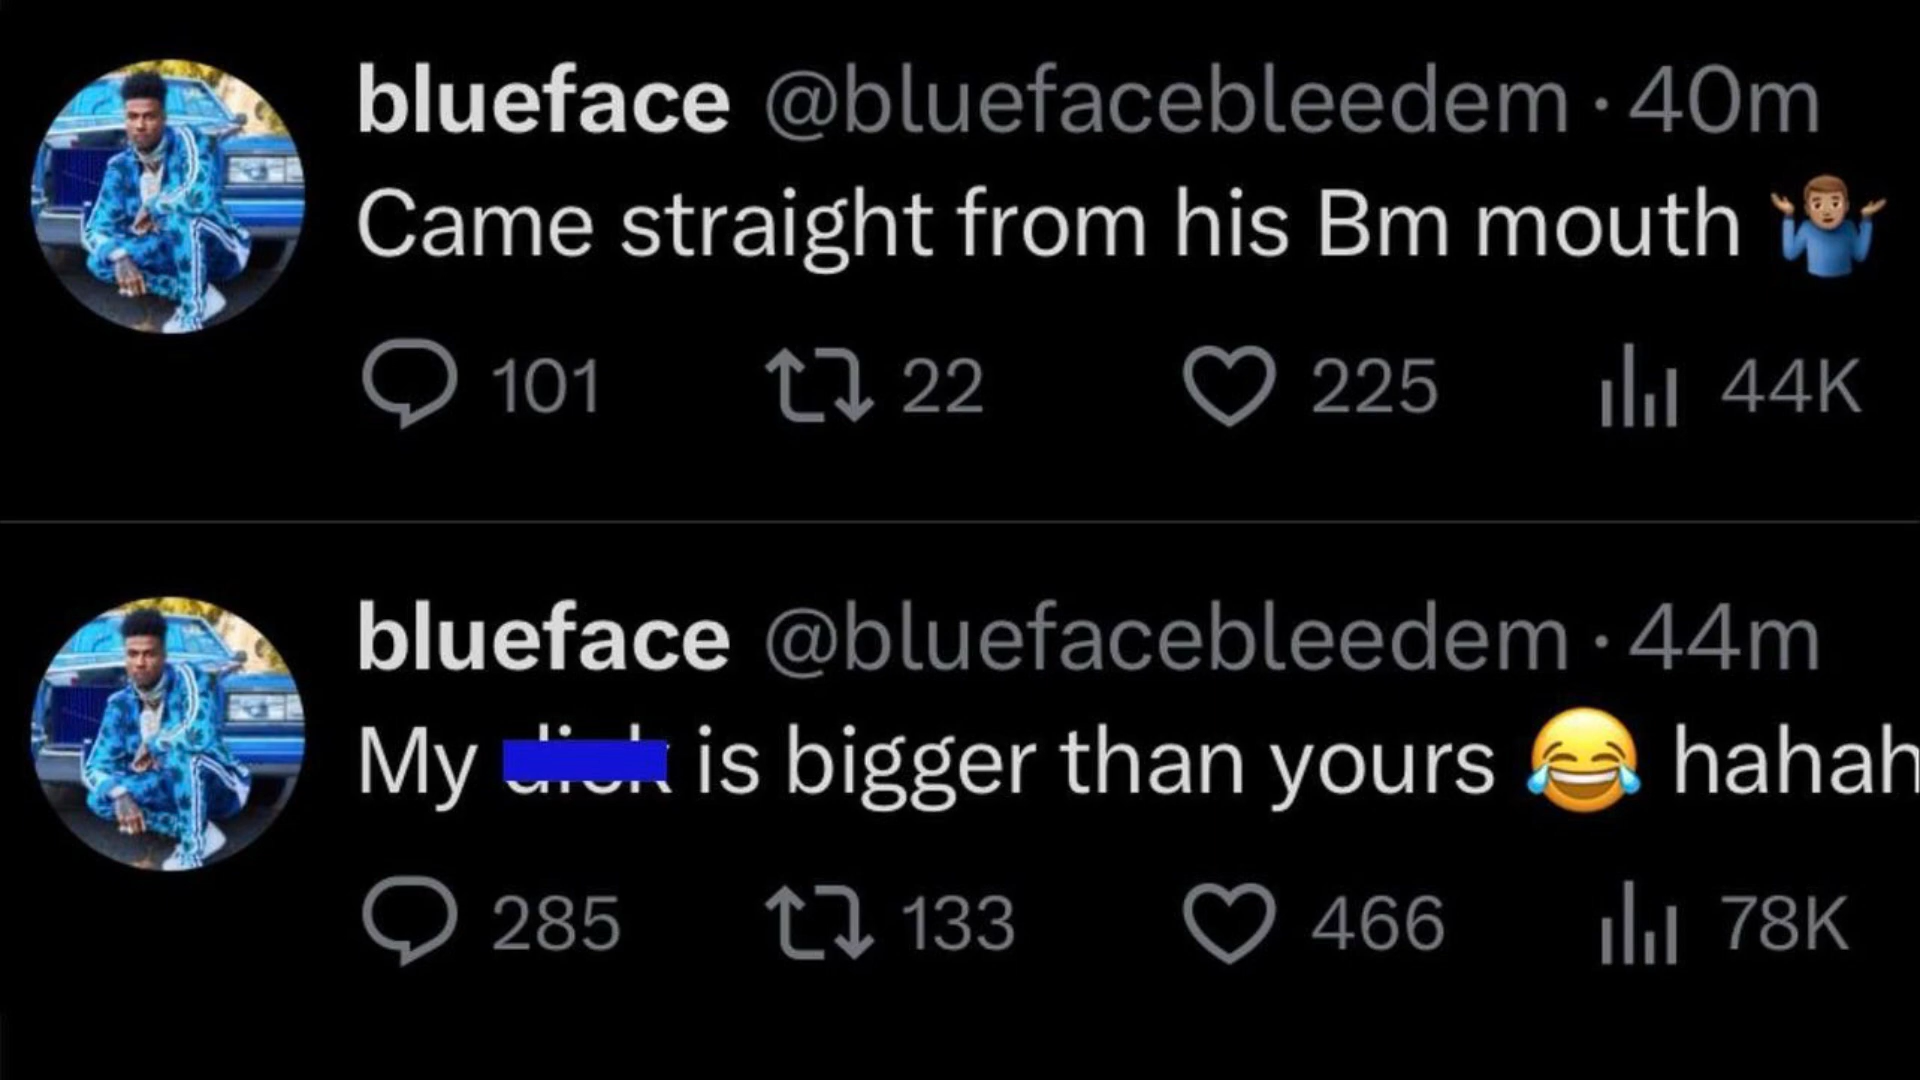 blueface @bluefacebleedem · 40m
Came straight from his Bm mouth 🤷🏽‍♂️
101 22 225 44K
blueface @bluefacebleedem · 44m
My dick is bigger than yours 😂 hahah
285 133 466 78K